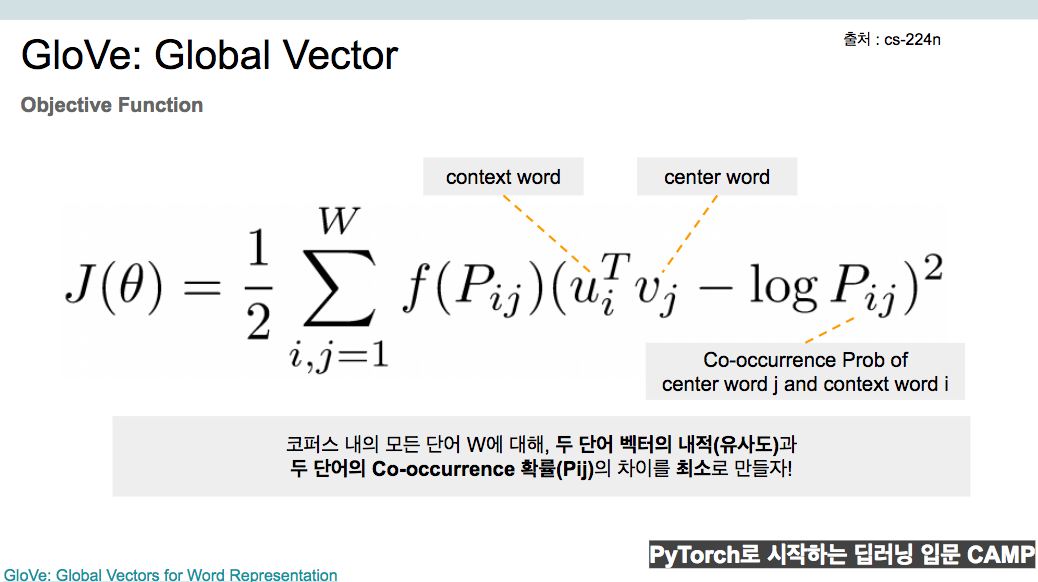 GloVe: Global Vector
출처 : cs-224n
Objective Function
context word
center word
J(θ) = 1/2 ∑_{i,j=1}^{W} f(P_{ij})(u_i^T v_j − log P_{ij})^2
Co-occurrence Prob of
center word j and context word i
코퍼스 내의 모든 단어 W에 대해, 두 단어 벡터의 내적(유사도)과
두 단어의 Co-occurrence 확률(Pij)의 차이를 최소로 만들자!
PyTorch로 시작하는 딥러닝 입문 CAMP
GloVe: Global Vectors for Word Representation